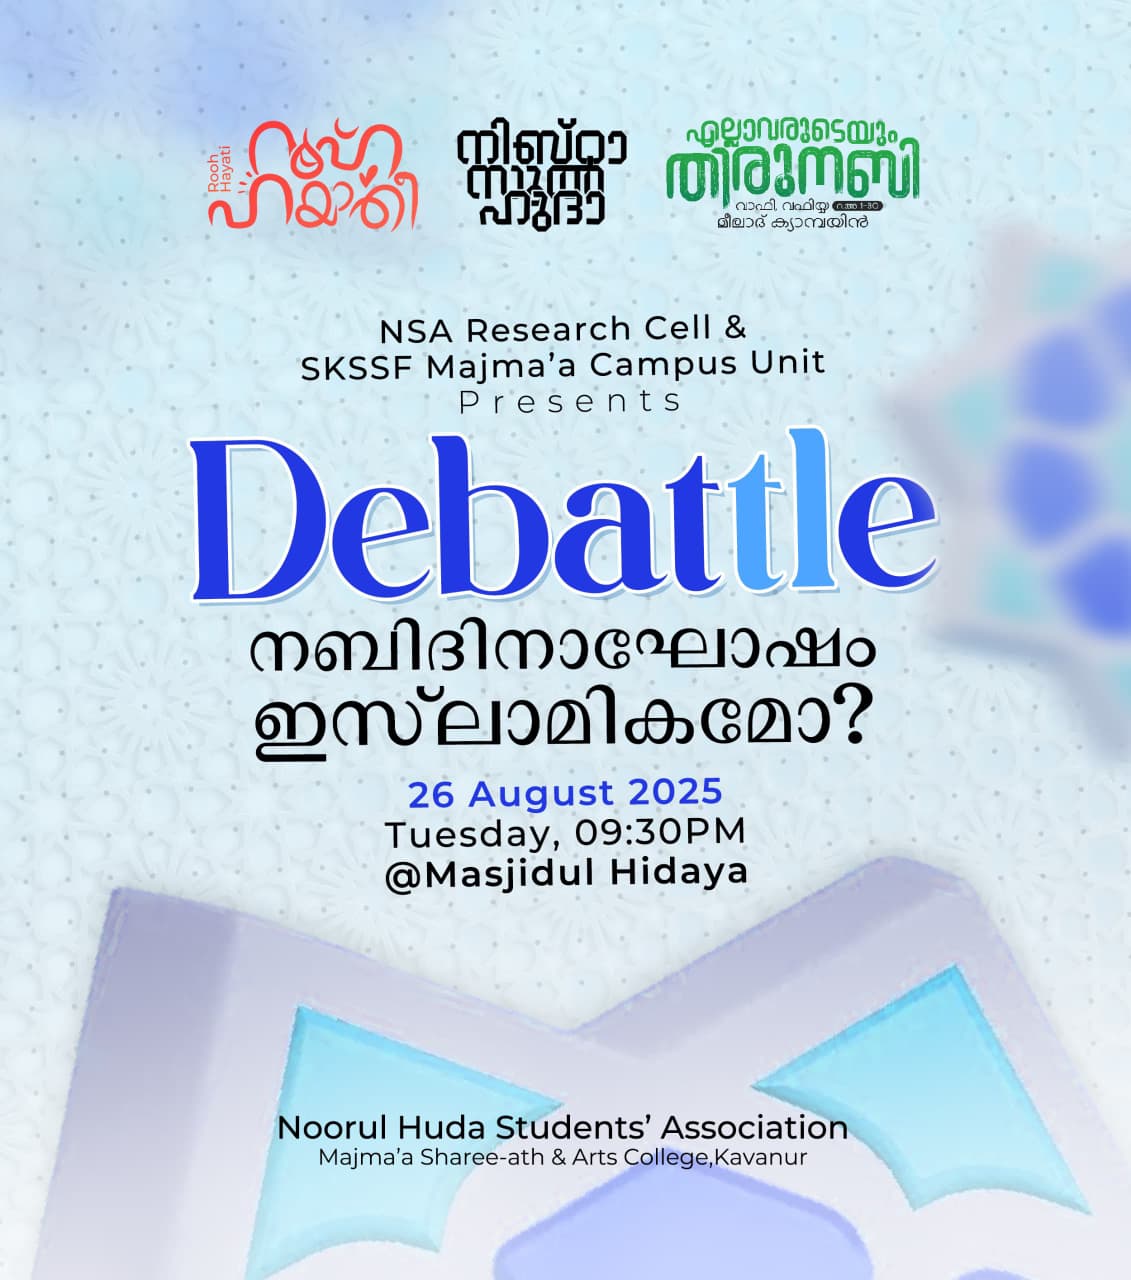 Rooh
Hayati
റൂഹ്
ഹയാതീ
നിബ്റാ
സുൽ
ഹുദാ
എല്ലാവരുടെയും
തിരുനബി
വാഫി, വഫിയ്യ റ.അ 1-30
മീലാദ് ക്യാമ്പയിൻ
NSA Research Cell &
SKSSF Majma’a Campus Unit
Presents
Debattle
നബിദിനാഘോഷം
ഇസ്‌ലാമികമോ?
26 August 2025
Tuesday, 09:30PM
@Masjidul Hidaya
Noorul Huda Students’ Association
Majma’a Sharee-ath & Arts College,Kavanur